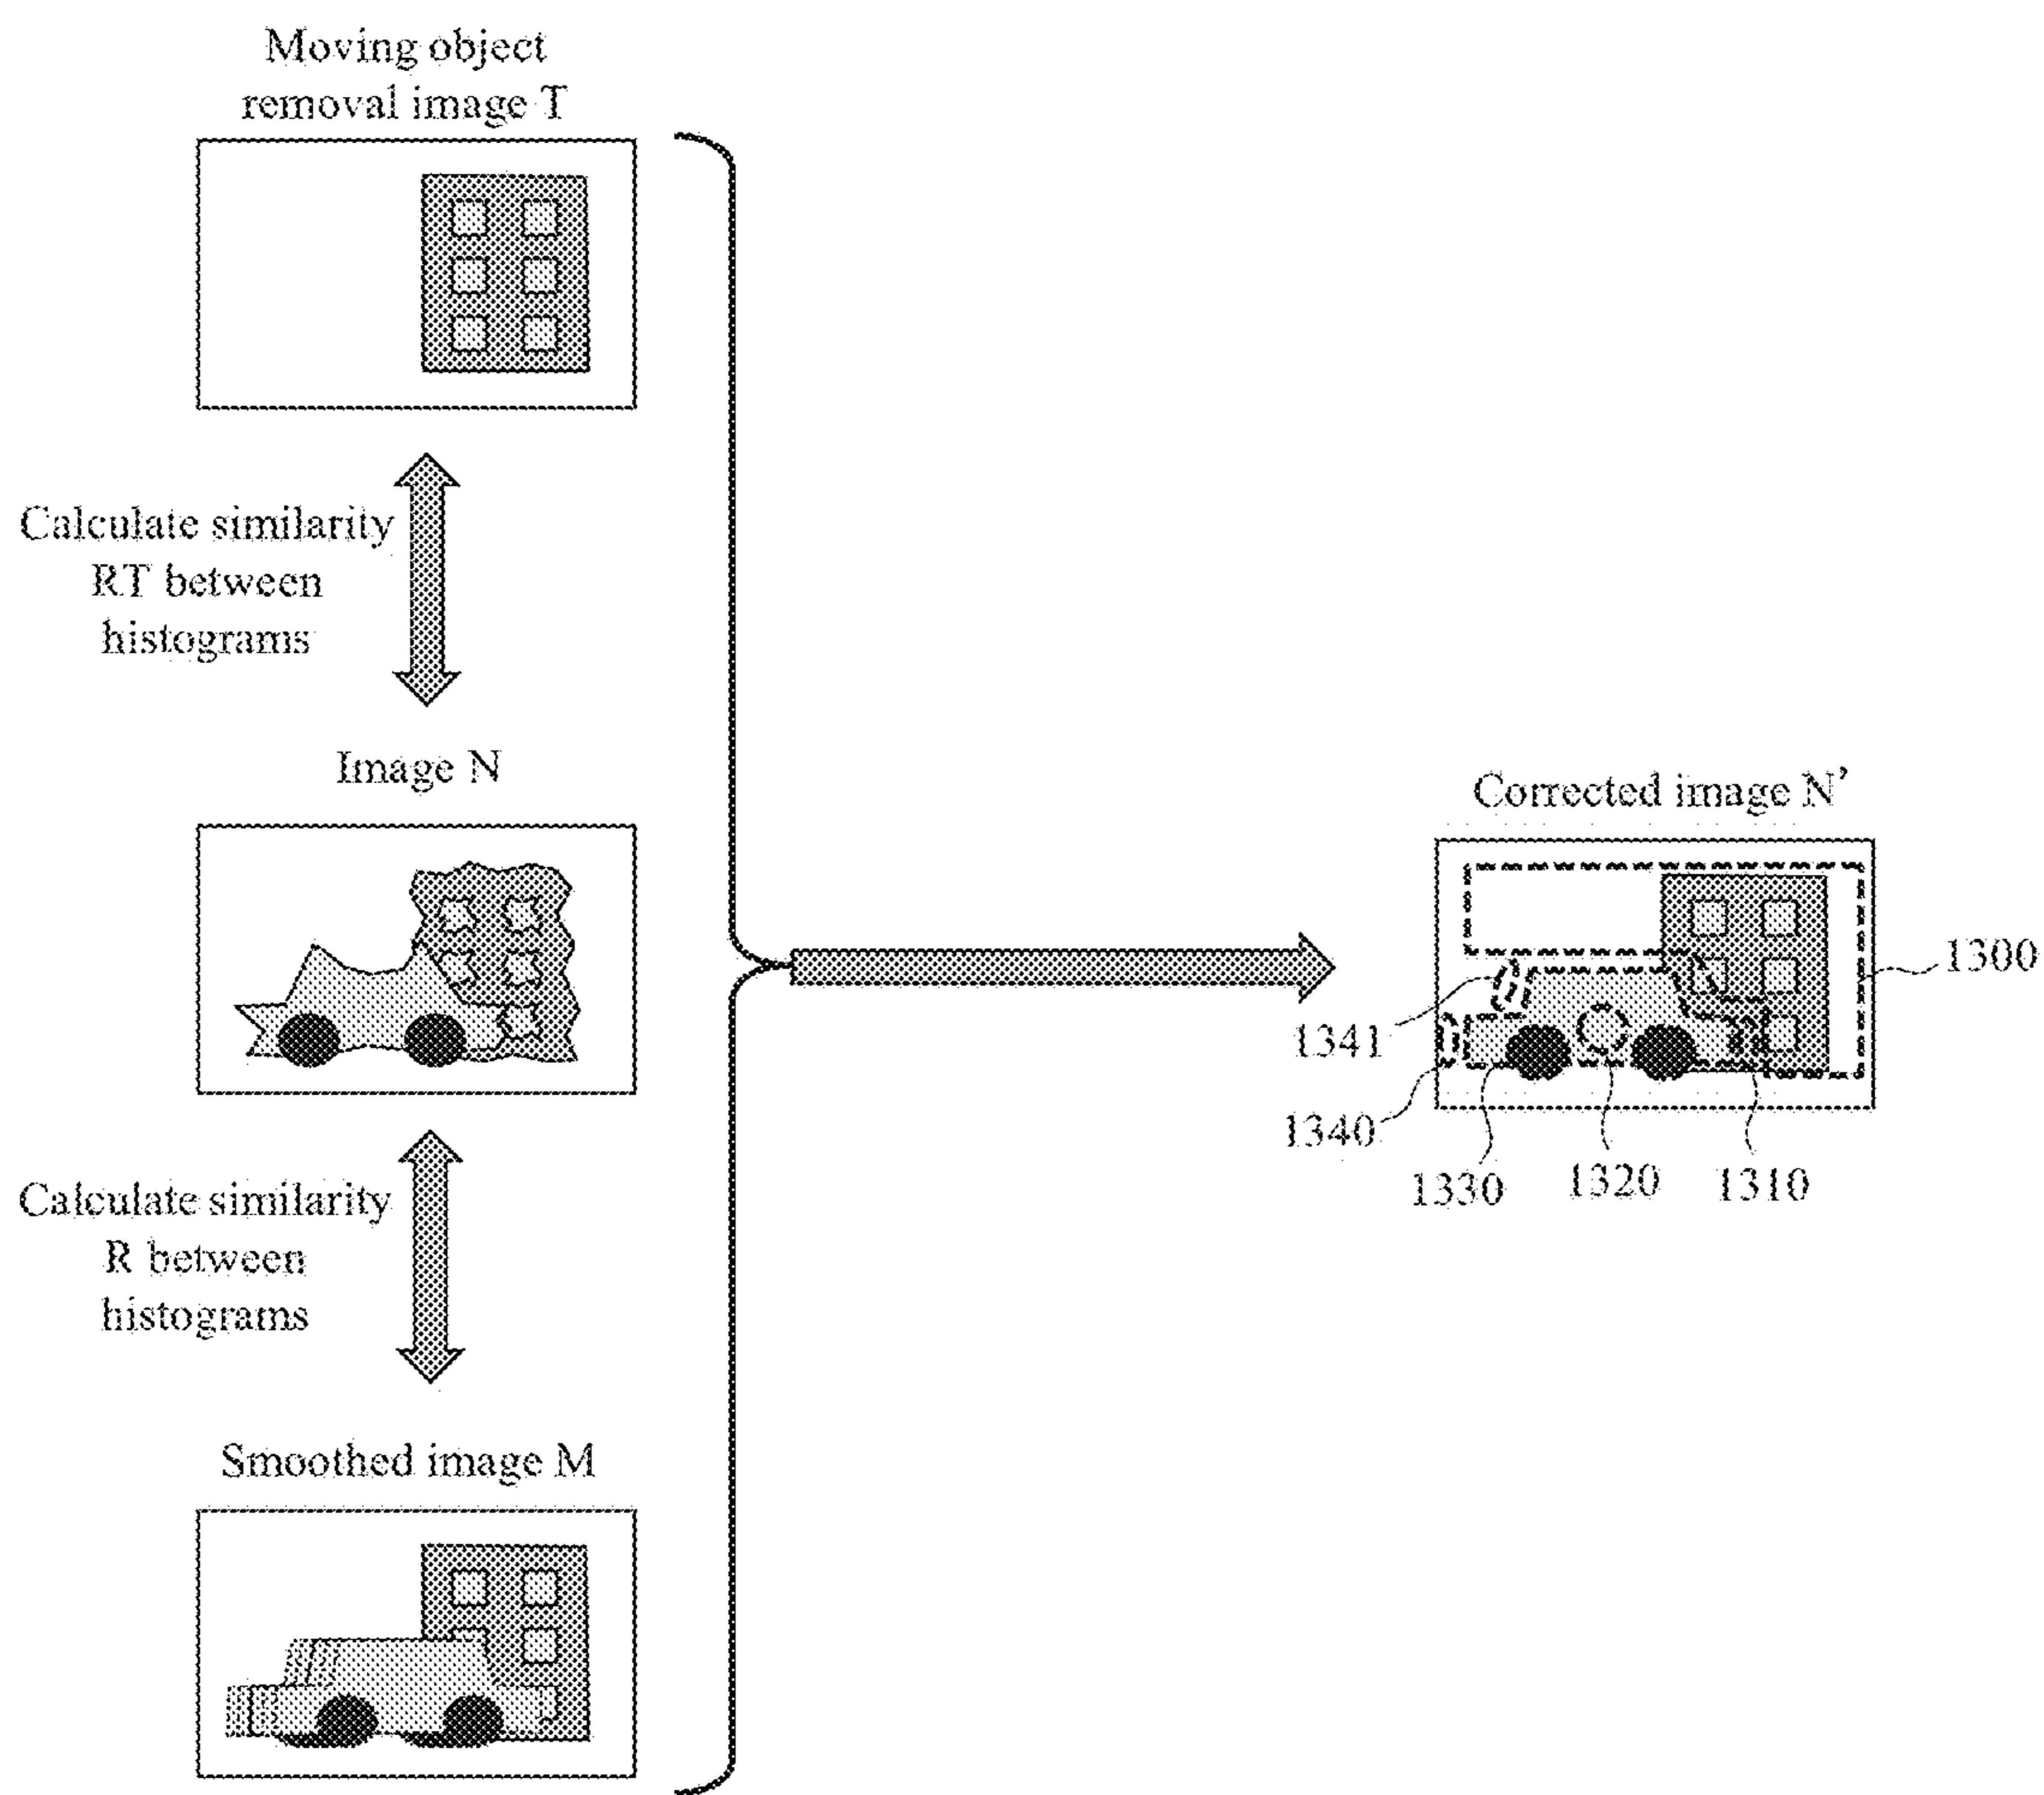 Moving object
removal image T
Calculate similarity
RT between
histograms
Image N
Calculate similarity
R between
histograms
Smoothed image M
Corrected image N'
1300
1341
1340
1330
1320
1310